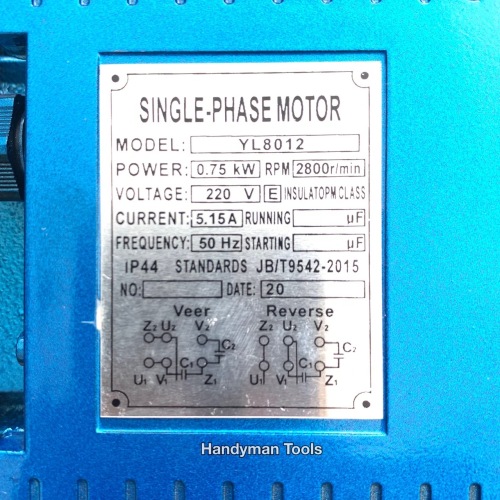 SINGLE-PHASE MOTOR
MODEL: YL8012
POWER: 0.75 kW RPM 2800r/min
VOLTAGE: 220 V E INSULATOPM CLASS
CURRENT: 5.15A RUNNING μF
FREQUENCY: 50 Hz STARTING μF
IP44 STANDARDS JB/T9542-2015
NO: DATE: 20
Veer Reverse
Z2 U2 V2 Z2 U2 V2
C2 C2
C1 C1
U1 V1 Z1 U1 V1 Z1
Handyman Tools